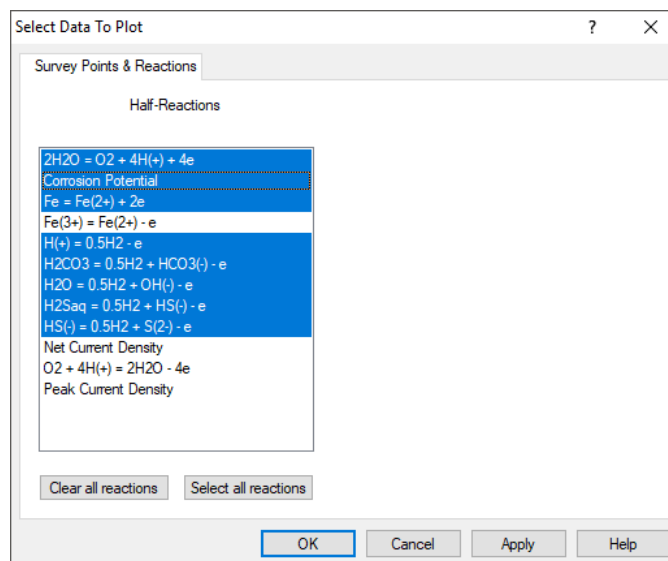 Select Data To Plot
?
Survey Points & Reactions
Half-Reactions
2H2O = O2 + 4H(+) + 4e
Corrosion Potential
Fe = Fe(2+) + 2e
Fe(3+) = Fe(2+) - e
H(+) = 0.5H2 - e
H2CO3 = 0.5H2 + HCO3(-) - e
H2O = 0.5H2 + OH(-) - e
H2Saq = 0.5H2 + HS(-) - e
HS(-) = 0.5H2 + S(2-) - e
Net Current Density
O2 + 4H(+) = 2H2O - 4e
Peak Current Density
Clear all reactions Select all reactions
OK Cancel Apply Help